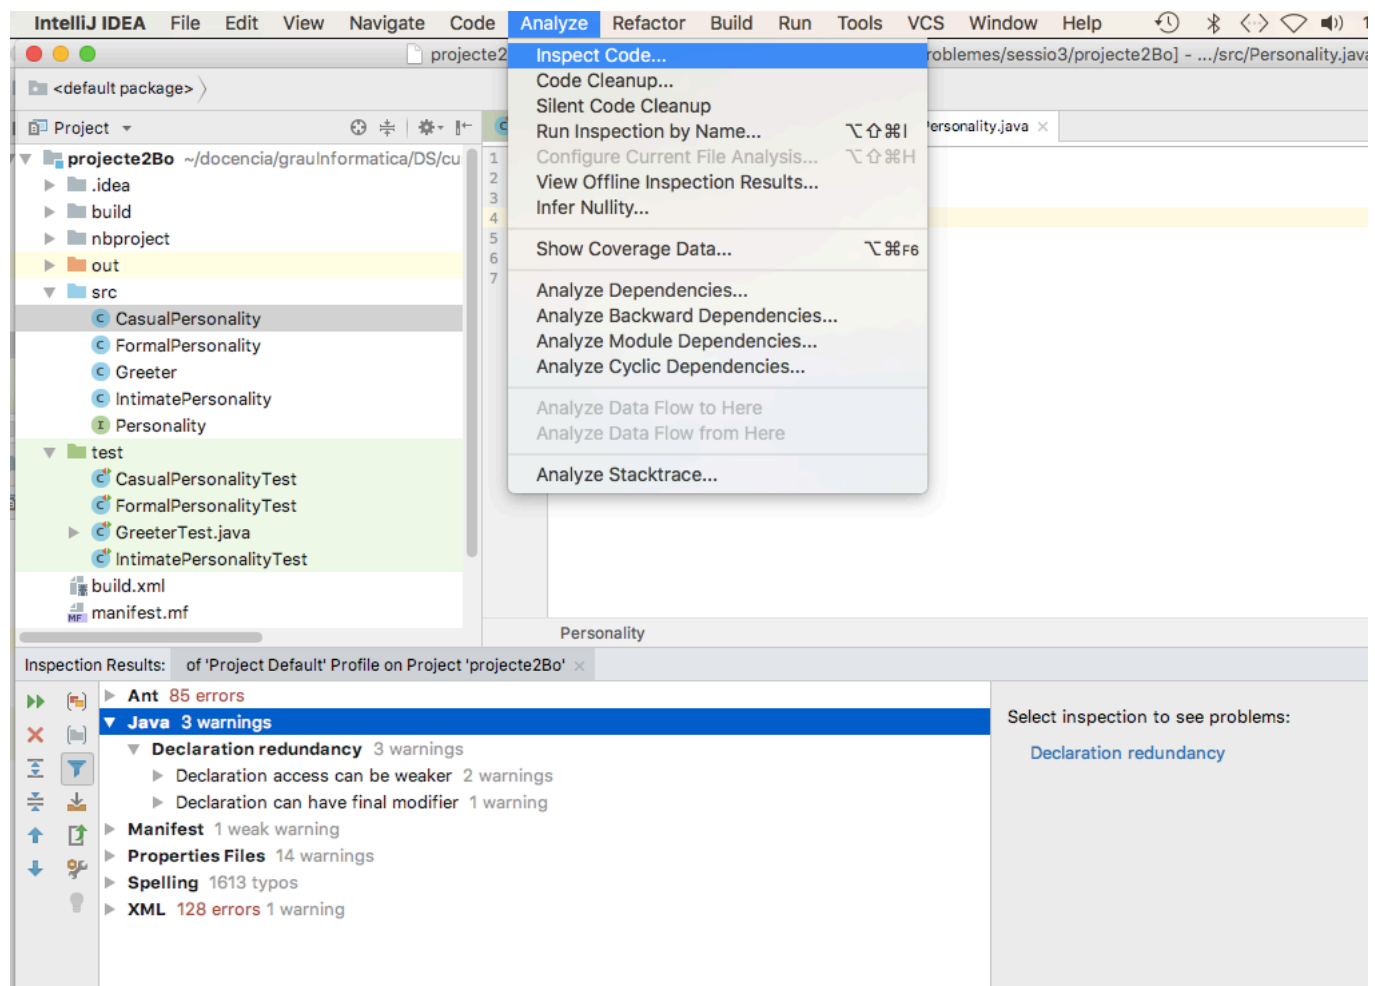 IntelliJ IDEA File Edit View Navigate Code Analyze Refactor Build Run Tools VCS Window Help
projecte2 roblemes/sessio3/projecte2Bo] - .../src/Personality.java
<default package>
Project
ersonality.java
projecte2Bo ~/docencia/grauInformatica/DS/cu
.idea
build
nbproject
out
src
CasualPersonality
FormalPersonality
Greeter
IntimatePersonality
Personality
test
CasualPersonalityTest
FormalPersonalityTest
GreeterTest.java
IntimatePersonalityTest
build.xml
manifest.mf
1
2
3
4
5
6
7
Inspect Code...
Code Cleanup...
Silent Code Cleanup
Run Inspection by Name... ⌥⇧⌘I
Configure Current File Analysis... ⌥⇧⌘H
View Offline Inspection Results...
Infer Nullity...
Show Coverage Data... ⌥⌘F6
Analyze Dependencies...
Analyze Backward Dependencies...
Analyze Module Dependencies...
Analyze Cyclic Dependencies...
Analyze Data Flow to Here
Analyze Data Flow from Here
Analyze Stacktrace...
Personality
Inspection Results: of 'Project Default' Profile on Project 'projecte2Bo'
Ant 85 errors
Java 3 warnings
Declaration redundancy 3 warnings
Declaration access can be weaker 2 warnings
Declaration can have final modifier 1 warning
Manifest 1 weak warning
Properties Files 14 warnings
Spelling 1613 typos
XML 128 errors 1 warning
Select inspection to see problems:
Declaration redundancy